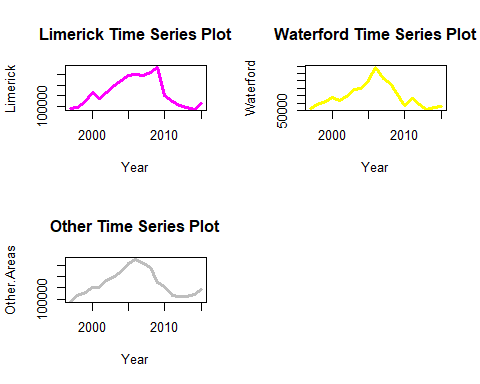 Limerick Time Series Plot
Limerick
100000
2000
2010
Year
Waterford Time Series Plot
Waterford
50000
2000
2010
Year
Other Time Series Plot
Other.Areas
100000
2000
2010
Year